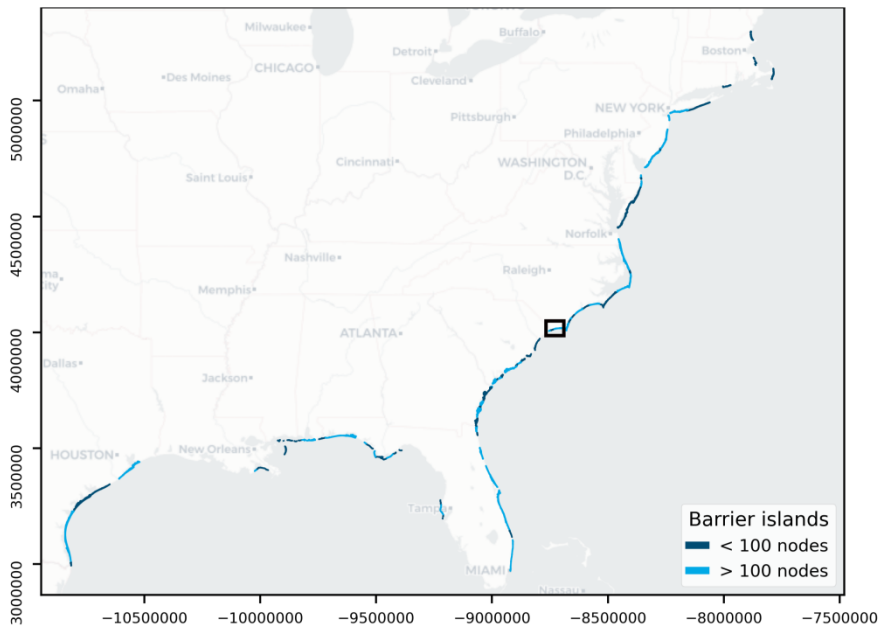 Milwaukee
Buffalo
Boston
Detroit
CHICAGO
Des Moines
Cleveland
Omaha
NEW YORK
Pittsburgh
Philadelphia
Cincinnati
WASHINGTON
D.C.
Saint Louis
Norfolk
Nashville
Raleigh
City
Memphis
ATLANTA
Dallas
Jackson
HOUSTON
New Orleans
Tampa
MIAMI
Nassau
Barrier islands
< 100 nodes
> 100 nodes
5000000
4500000
4000000
3500000
3000000
−10500000 −10000000 −9500000 −9000000 −8500000 −8000000 −7500000